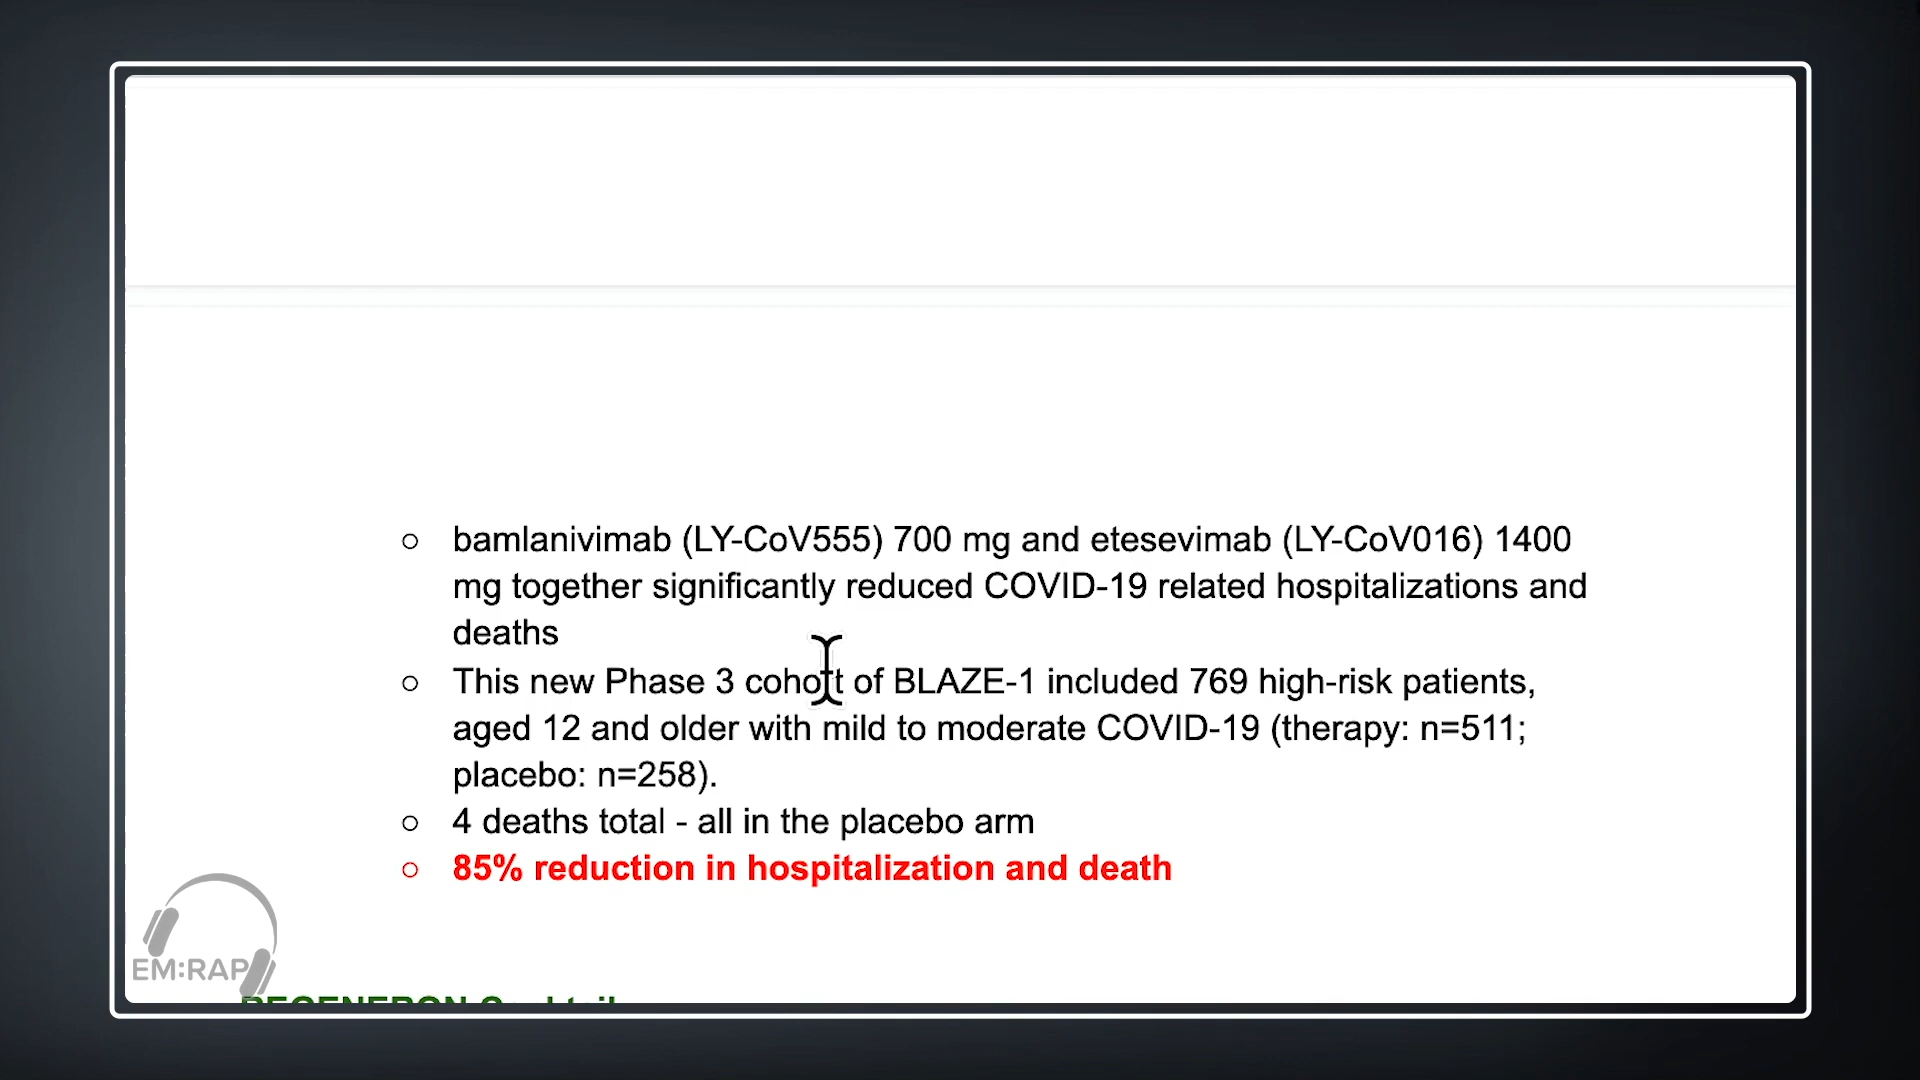 bamlanivimab (LY-CoV555) 700 mg and etesevimab (LY-CoV016) 1400
mg together significantly reduced COVID-19 related hospitalizations and
deaths
This new Phase 3 cohort of BLAZE-1 included 769 high-risk patients,
aged 12 and older with mild to moderate COVID-19 (therapy: n=511;
placebo: n=258).
4 deaths total - all in the placebo arm
85% reduction in hospitalization and death
EM:RAP
REGENERON Cocktail